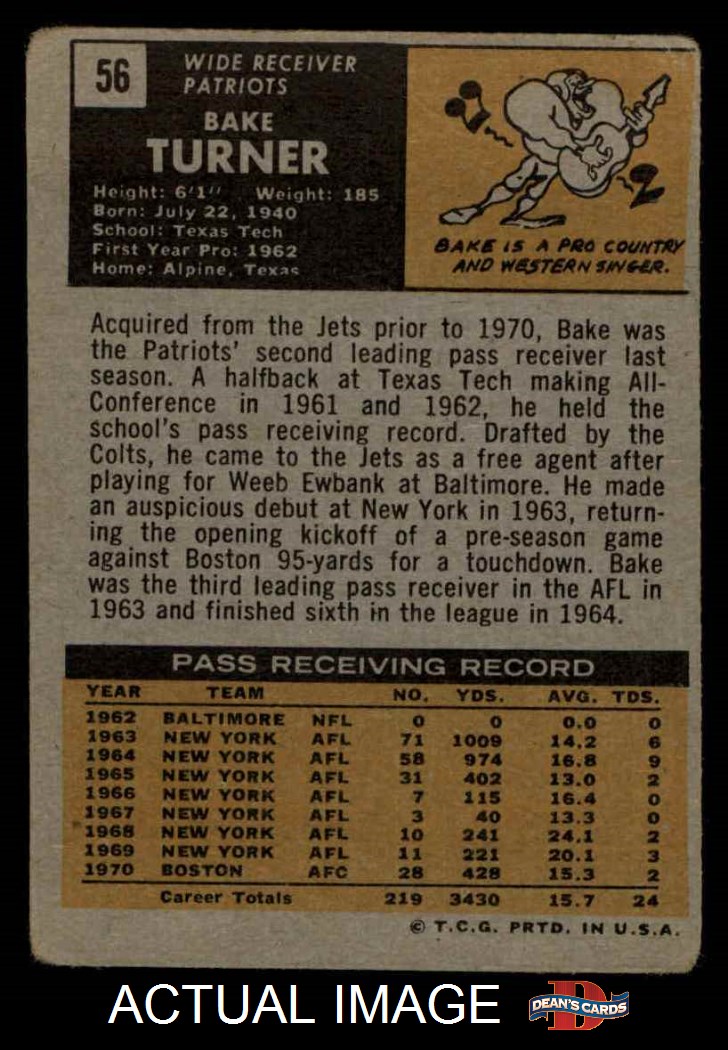 56
WIDE RECEIVER
PATRIOTS
BAKE
TURNER
Height: 6'1" Weight: 185
Born: July 22, 1940
School: Texas Tech
First Year Pro: 1962
Home: Alpine, Texas
BAKE IS A PRO COUNTRY
AND WESTERN SINGER.
Acquired from the Jets prior to 1970, Bake was
the Patriots' second leading pass receiver last
season. A halfback at Texas Tech making All-
Conference in 1961 and 1962, he held the
school's pass receiving record. Drafted by the
Colts, he came to the Jets as a free agent after
playing for Weeb Ewbank at Baltimore. He made
an auspicious debut at New York in 1963, return-
ing the opening kickoff of a pre-season game
against Boston 95-yards for a touchdown. Bake
was the third leading pass receiver in the AFL in
1963 and finished sixth in the league in 1964.
PASS RECEIVING RECORD
YEAR TEAM NO. YDS. AVG. TDS.
1962 BALTIMORE NFL 0 0 0.0 0
1963 NEW YORK AFL 71 1009 14.2 6
1964 NEW YORK AFL 58 974 16.8 9
1965 NEW YORK AFL 31 402 13.0 2
1966 NEW YORK AFL 7 115 16.4 0
1967 NEW YORK AFL 3 40 13.3 0
1968 NEW YORK AFL 10 241 24.1 2
1969 NEW YORK AFL 11 221 20.1 3
1970 BOSTON AFC 28 428 15.3 2
Career Totals 219 3430 15.7 24
© T.C.G. PRTD. IN U.S.A.
ACTUAL IMAGE
D
DEAN'S CARDS